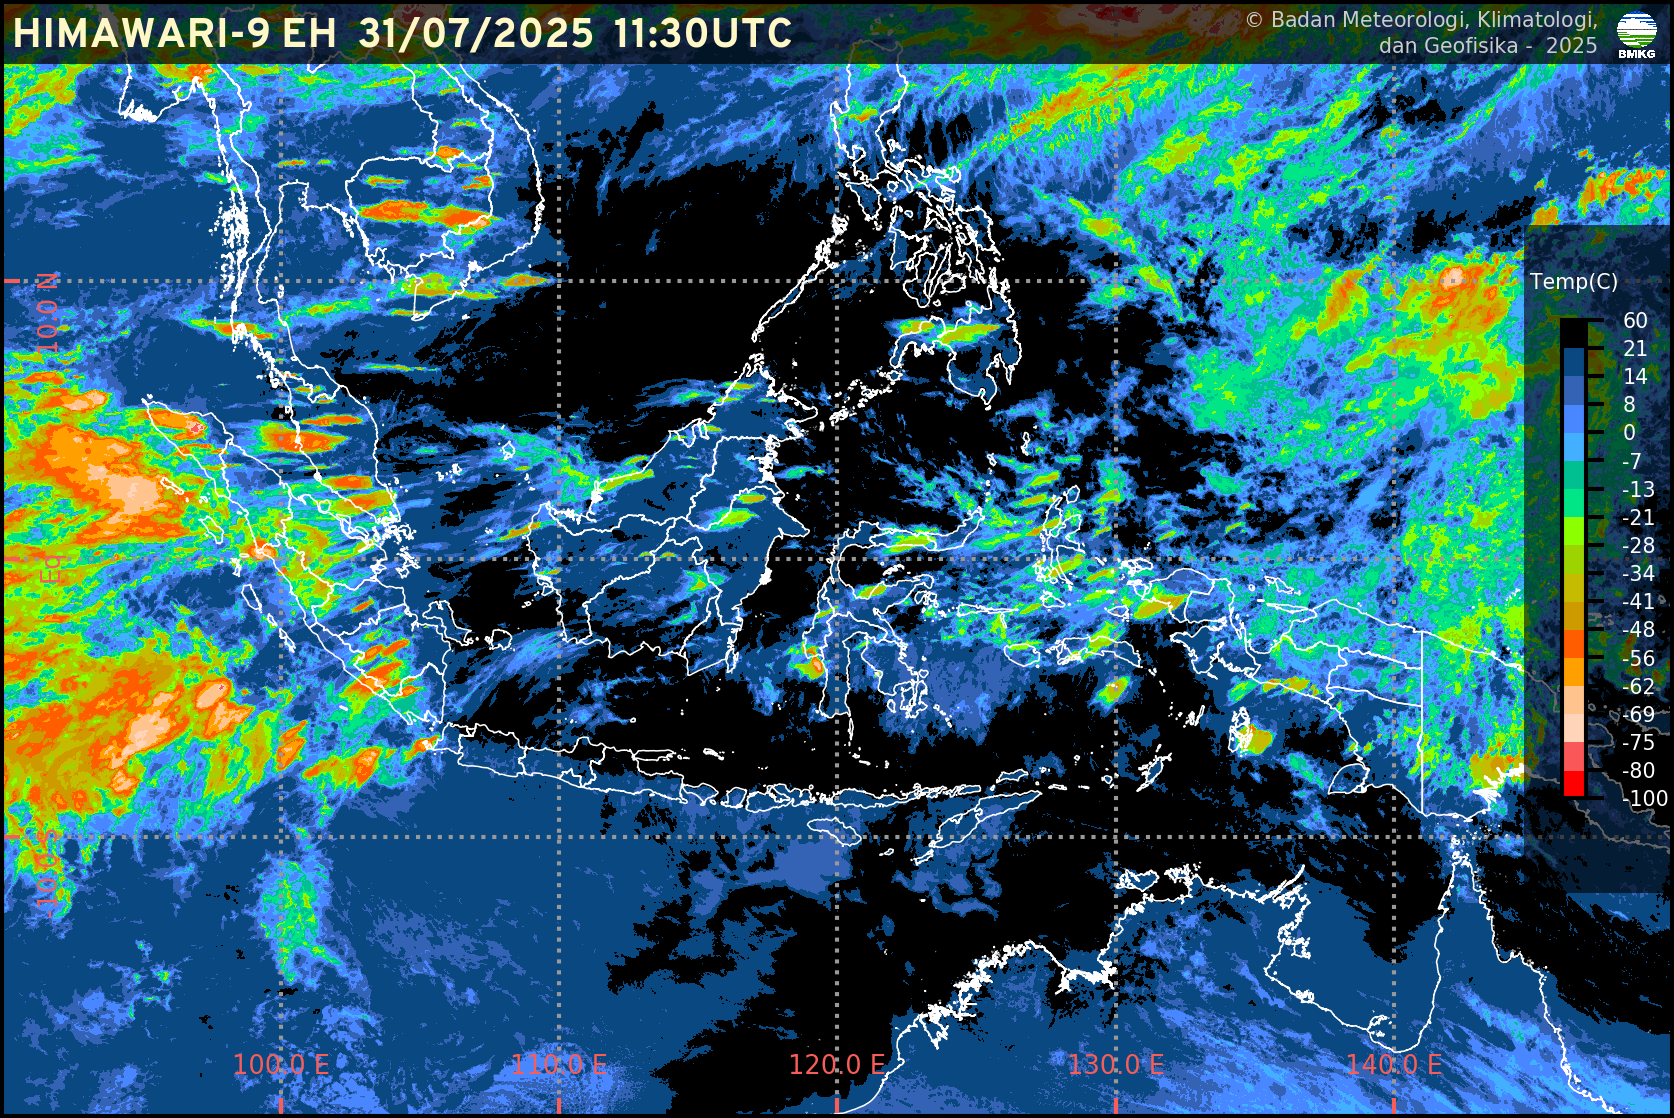 HIMAWARI-9 EH 31/07/2025 11:30UTC
© Badan Meteorologi, Klimatologi,
dan Geofisika - 2025
BMKG
10.0 N
Eq
-10.0 S
Temp(C)
60
21
14
8
0
-7
-13
-21
-28
-34
-41
-48
-56
-62
-69
-75
-80
-100
100.0 E
110.0 E
120.0 E
130.0 E
140.0 E